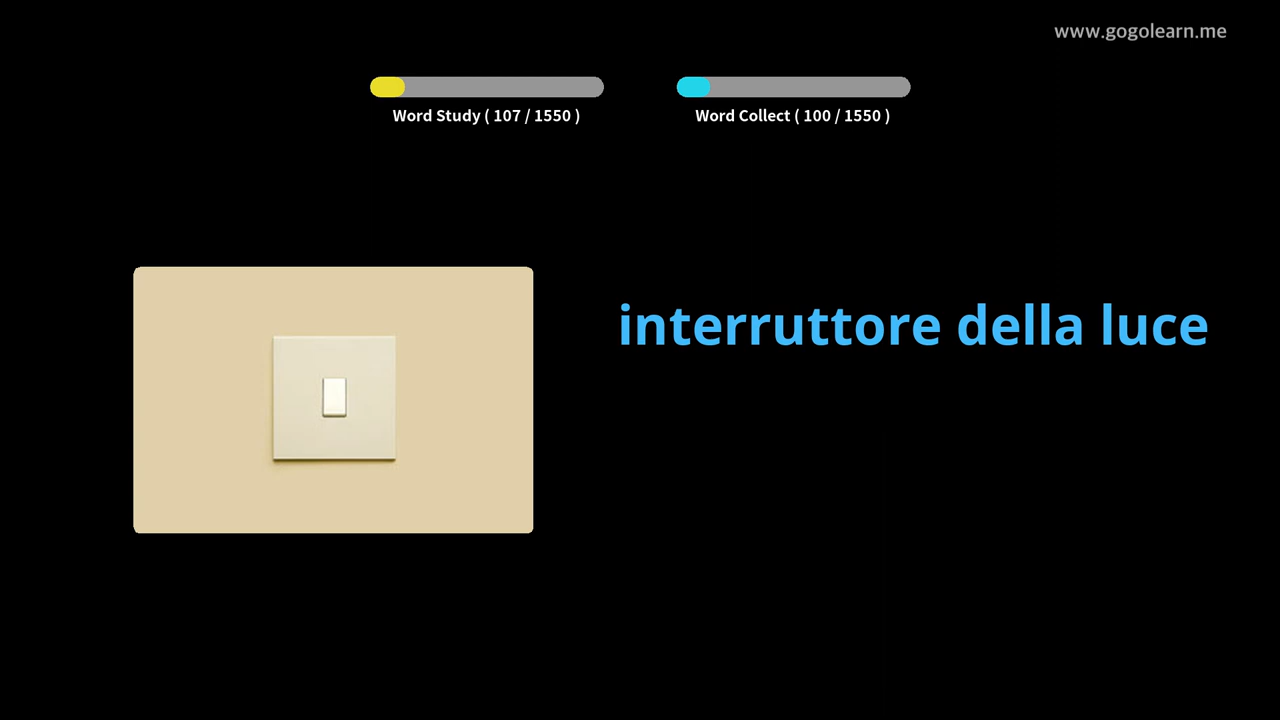 www.gogolearn.me
Word Study ( 107 / 1550 )
Word Collect ( 100 / 1550 )
interruttore della luce